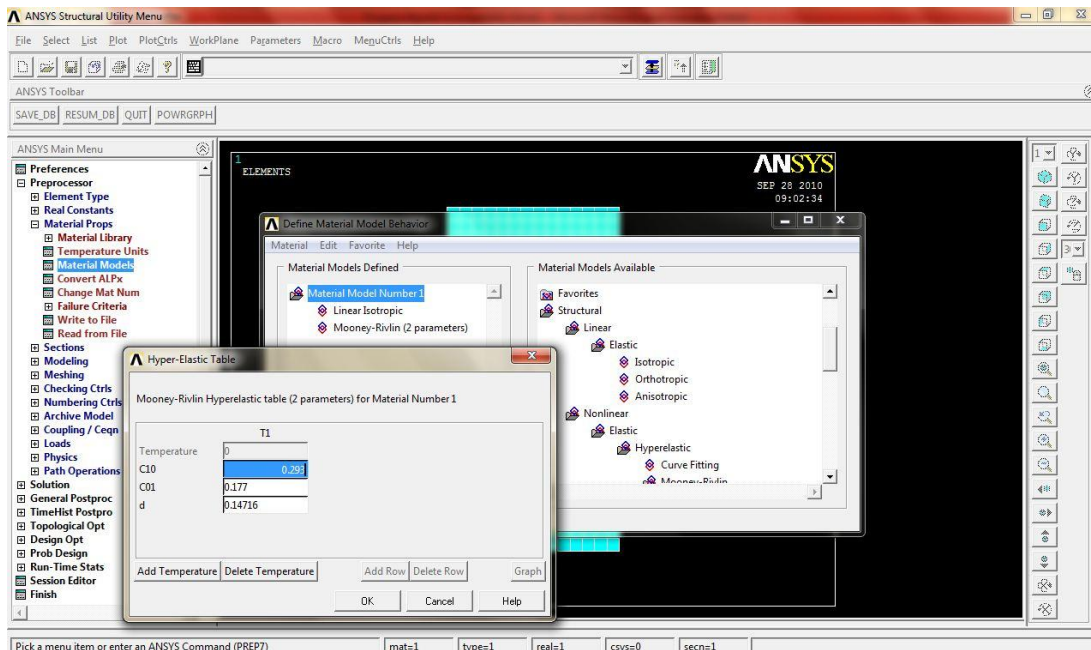 ANSYS Structural Utility Menu
File Select List Plot PlotCtrls WorkPlane Parameters Macro MenuCtrls Help
ANSYS Toolbar
SAVE_DB RESUM_DB QUIT POWRGRPH
ANSYS Main Menu
Preferences
Preprocessor
Element Type
Real Constants
Material Props
Material Library
Temperature Units
Material Models
Convert ALPx
Change Mat Num
Failure Criteria
Write to File
Read from File
Sections
Modeling
Meshing
Checking Ctrls
Numbering Ctrls
Archive Model
Coupling / Ceqn
Loads
Physics
Path Operations
Solution
General Postproc
TimeHist Postpro
Topological Opt
Design Opt
Prob Design
Run-Time Stats
Session Editor
Finish
1
ELEMENTS
ANSYS
SEP 28 2010
09:02:34
Define Material Model Behavior
Material Edit Favorite Help
Material Models Defined
Material Model Number 1
Linear Isotropic
Mooney-Rivlin (2 parameters)
Material Models Available
Favorites
Structural
Linear
Elastic
Isotropic
Orthotropic
Anisotropic
Nonlinear
Elastic
Hyperelastic
Curve Fitting
Mooney-Rivlin
Hyper-Elastic Table
Mooney-Rivlin Hyperelastic table (2 parameters) for Material Number 1
T1
Temperature 0
C10 0.293
C01 0.177
d 0.14716
Add Temperature Delete Temperature Add Row Delete Row Graph
OK Cancel Help
1
3
Pick a menu item or enter an ANSYS Command (PREP7) mat=1 type=1 real=1 csys=0 secn=1